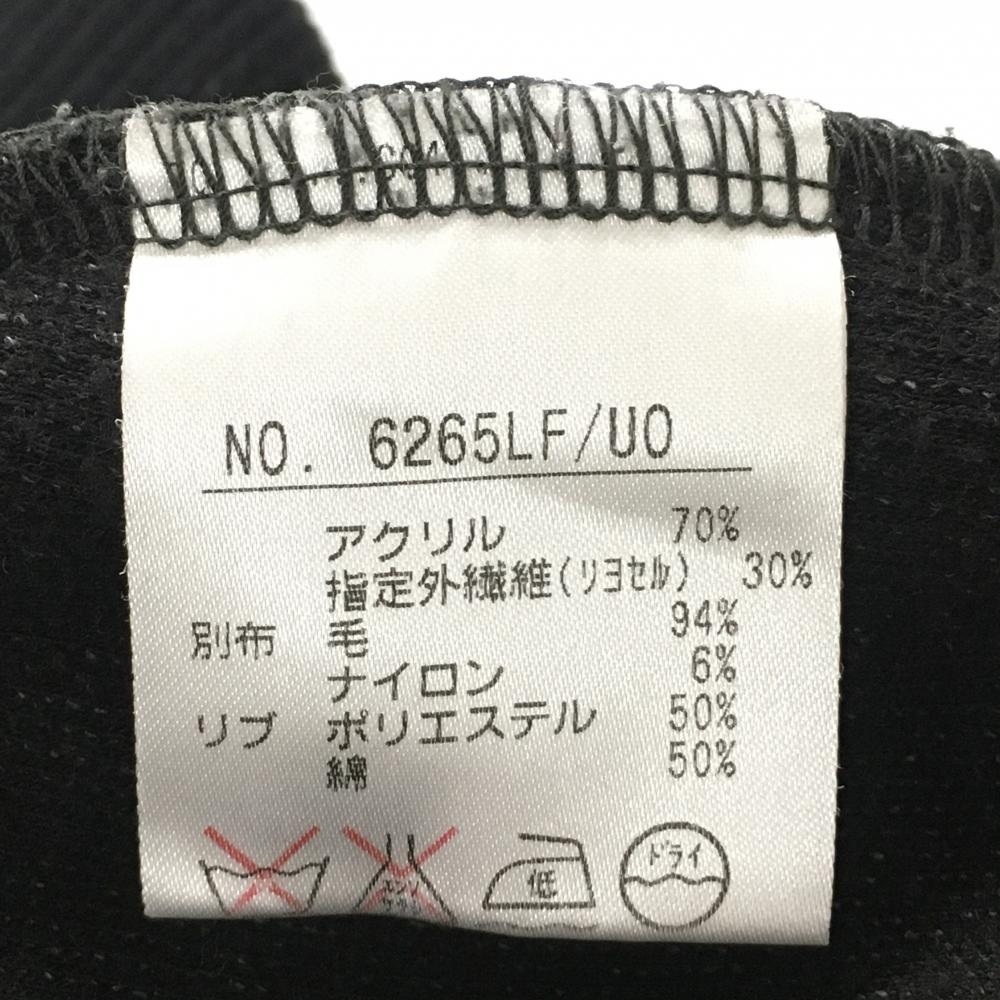 NO. 6265LF/UO
アクリル 70%
指定外繊維(リヨセル) 30%
別布 毛 94%
ナイロン 6%
リブ ポリエステル 50%
綿 50%
低 ドライ